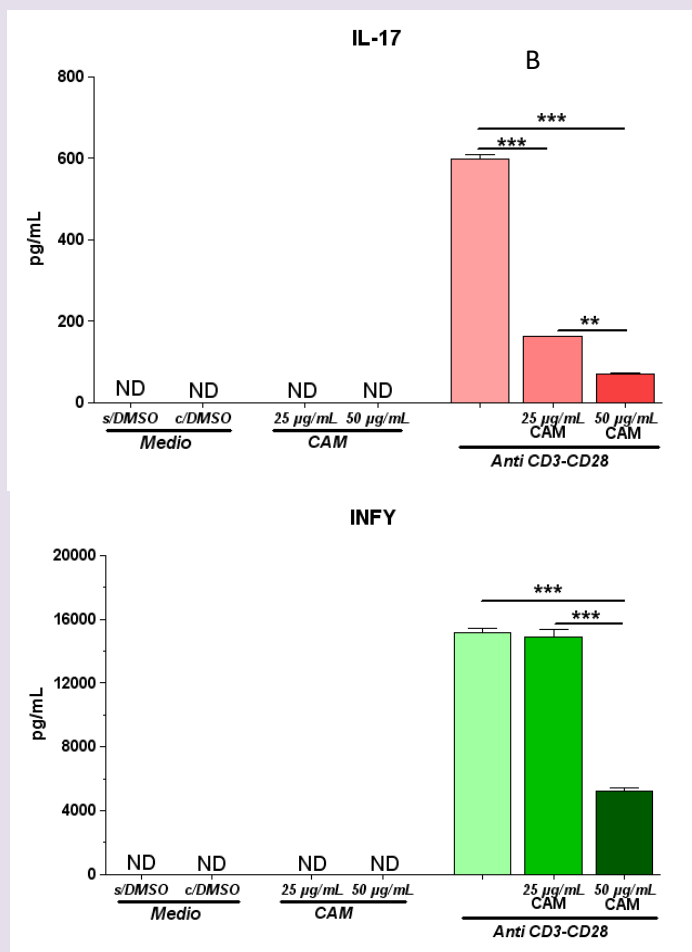 IL-17
B
800
600
400
200
0
pg/mL
***
***
**
ND ND ND ND
s/DMSO c/DMSO 25 µg/mL 50 µg/mL 25 µg/mL 50 µg/mL
CAM CAM
Medio CAM Anti CD3-CD28
INFY
20000
16000
12000
8000
4000
0
pg/mL
***
***
ND ND ND ND
s/DMSO c/DMSO 25 µg/mL 50 µg/mL 25 µg/mL 50 µg/mL
CAM CAM
Medio CAM Anti CD3-CD28